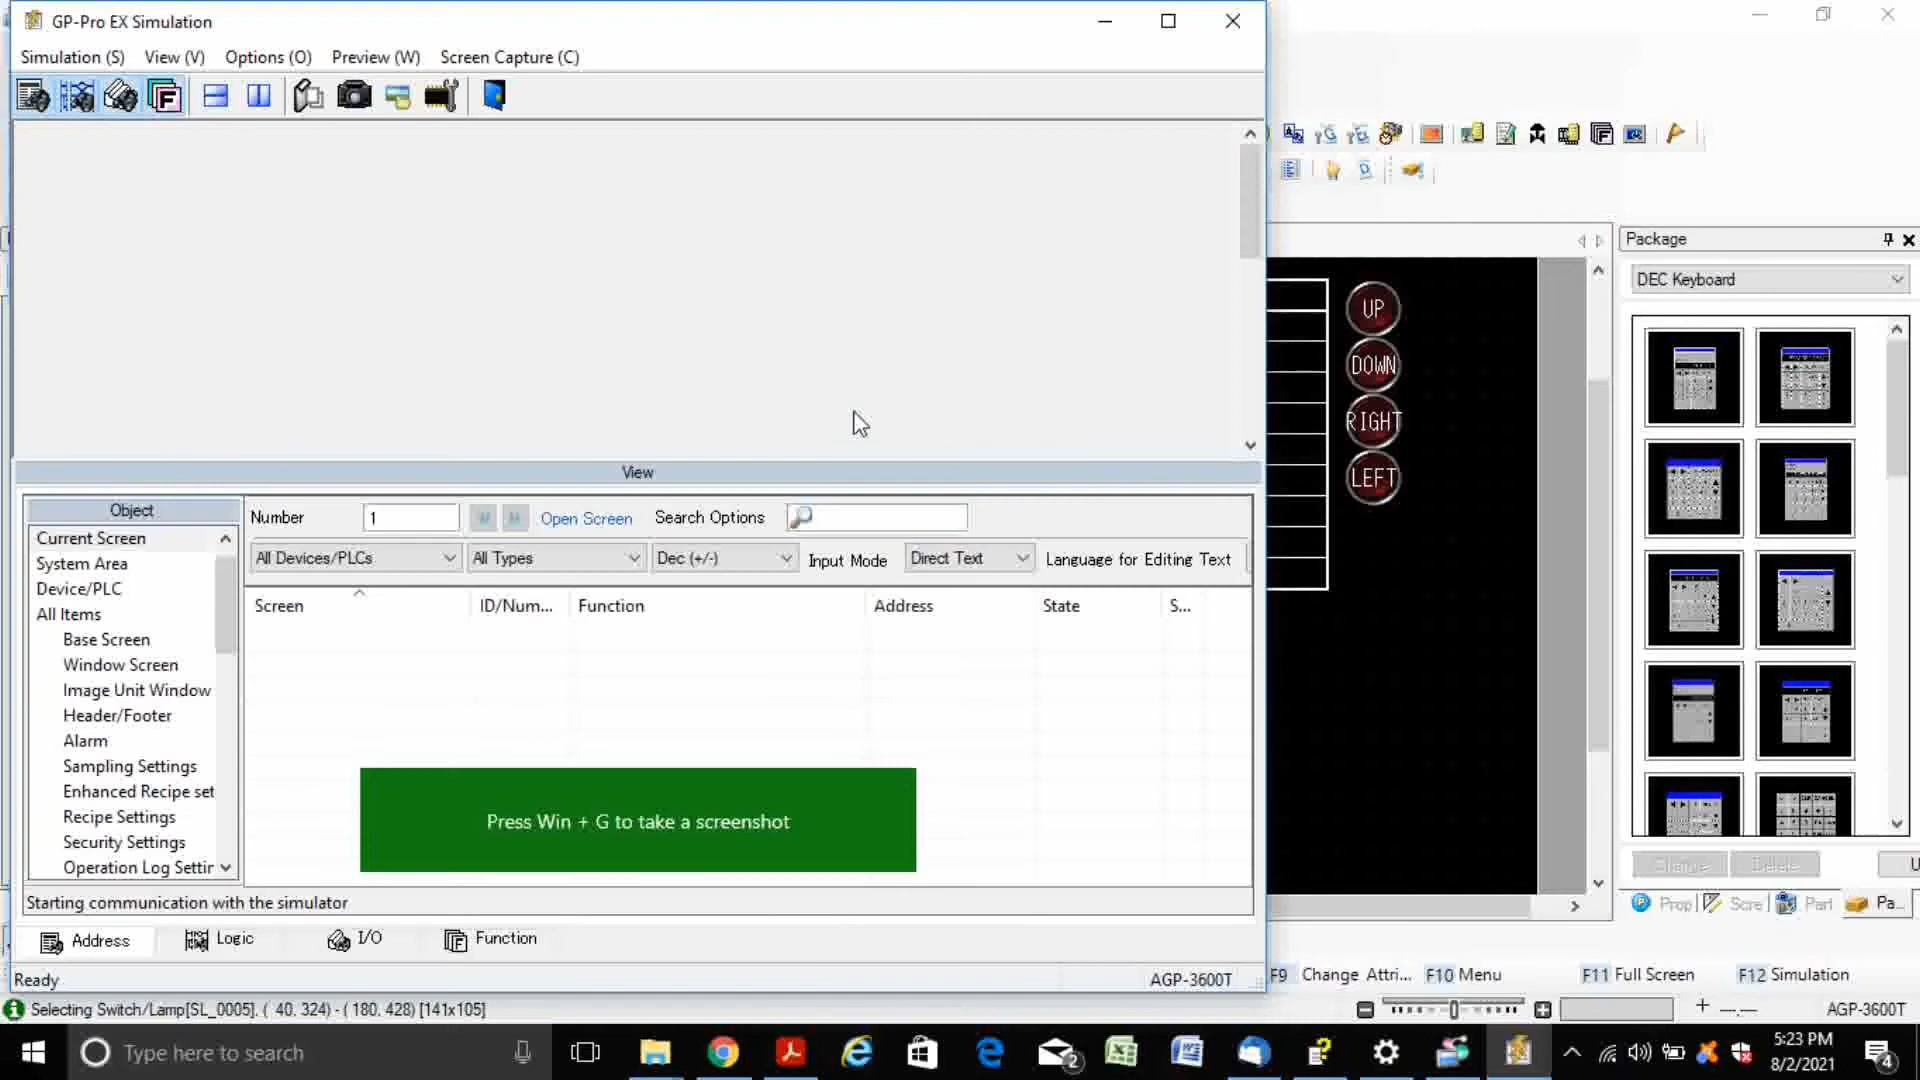 GP-Pro EX Simulation
Simulation (S) View (V) Options (O) Preview (W) Screen Capture (C)
View
Object
Current Screen
System Area
Device/PLC
All Items
Base Screen
Window Screen
Image Unit Window
Header/Footer
Alarm
Sampling Settings
Enhanced Recipe set
Recipe Settings
Security Settings
Operation Log Settir
Number 1 Open Screen Search Options
All Devices/PLCs All Types Dec (+/-) Input Mode Direct Text Language for Editing Text
Screen ID/Num... Function Address State S...
Press Win + G to take a screenshot
Starting communication with the simulator
Address Logic I/O Function
Ready AGP-3600T
UP
DOWN
RIGHT
LEFT
Package
DEC Keyboard
Change Delete U
Prop Scre Part Pa...
F9 Change Attri... F10 Menu F11 Full Screen F12 Simulation
Selecting Switch/Lamp[SL_0005]. ( 40, 324) - ( 180, 428) [141x105]
AGP-3600T
Type here to search
2
5:23 PM
8/2/2021
4